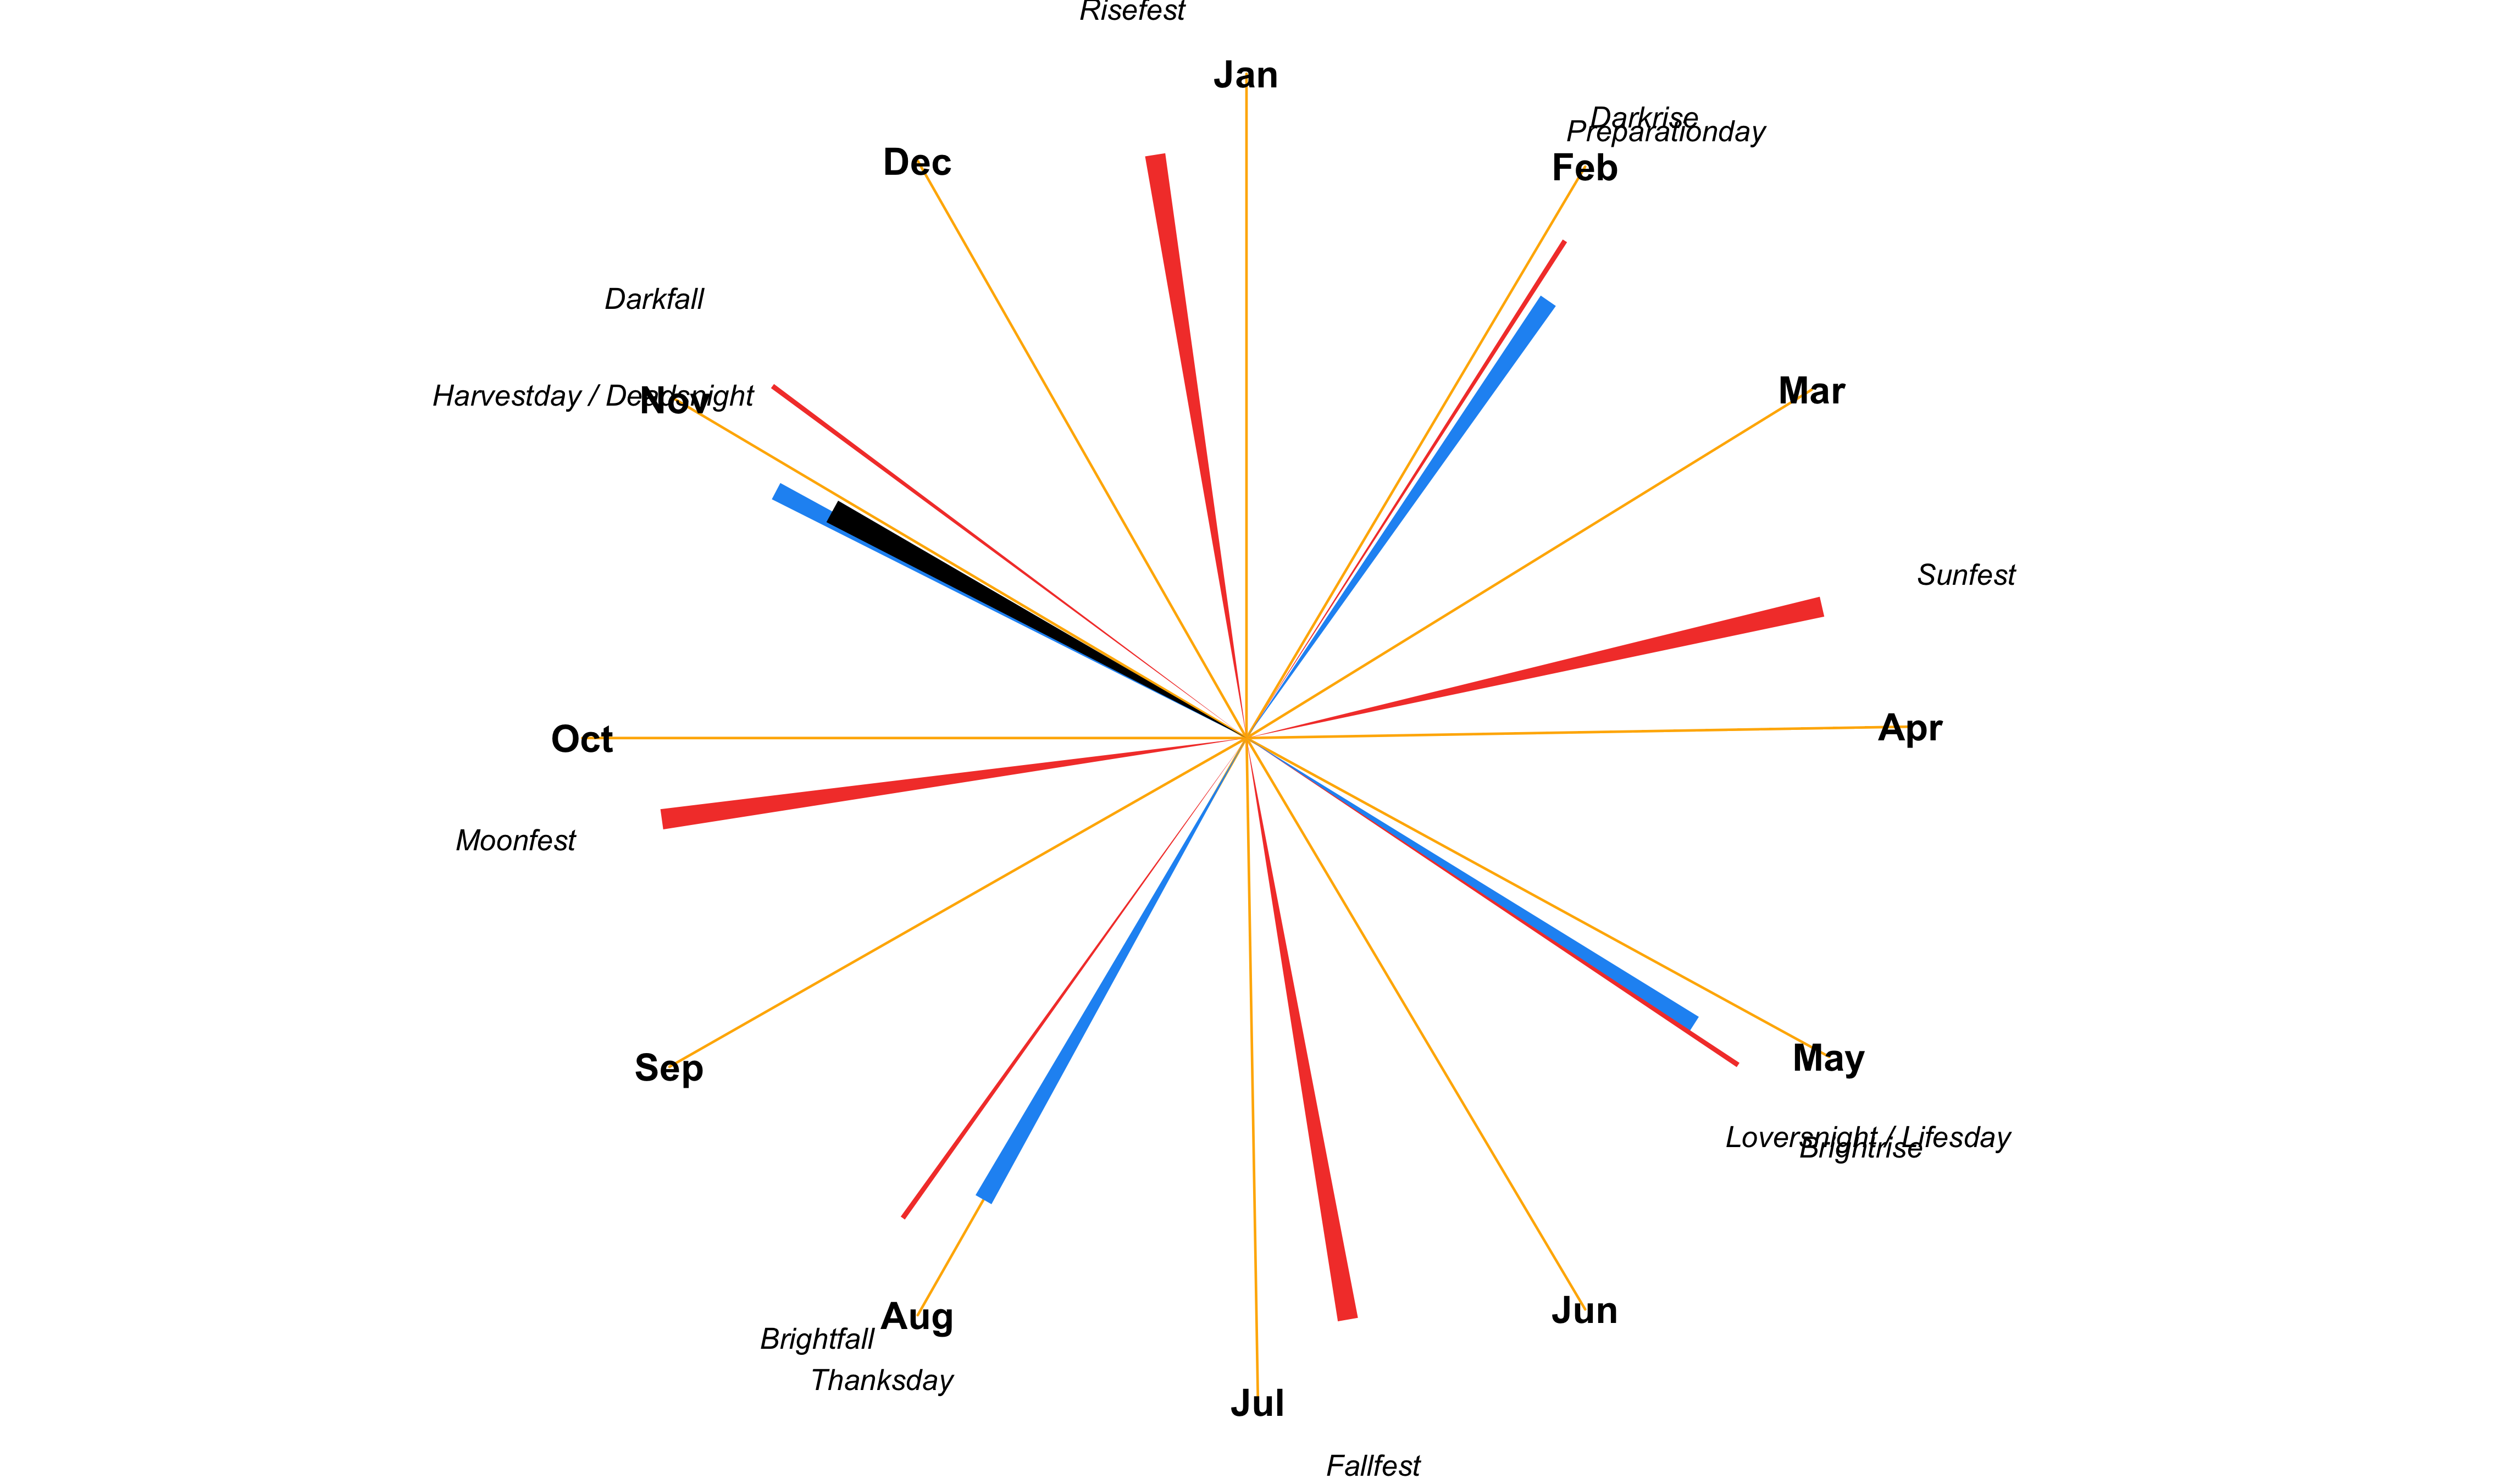 Risefest
Jan
Darkrise
Preparationday
Dec
Feb
Darkfall
Mar
Harvestday / Deadsnight
Nov
Sunfest
Apr
Oct
Moonfest
May
Sep
Loversnight / Lifesday
Brightrise
Jun
Aug
Brightfall
Thanksday
Jul
Fallfest